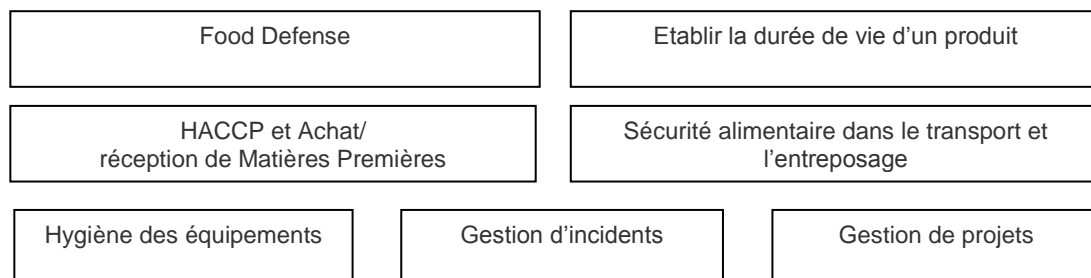 Food Defense
Etablir la durée de vie d’un produit
HACCP et Achat/
réception de Matières Premières
Sécurité alimentaire dans le transport et
l’entreposage
Hygiène des équipements
Gestion d’incidents
Gestion de projets